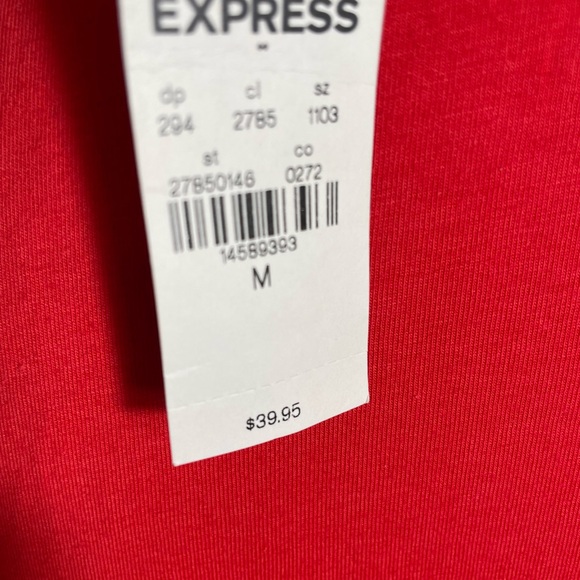 EXPRESS
dp cl sz
294 2785 1103
st co
27850146 0272
14589393
M
$39.95